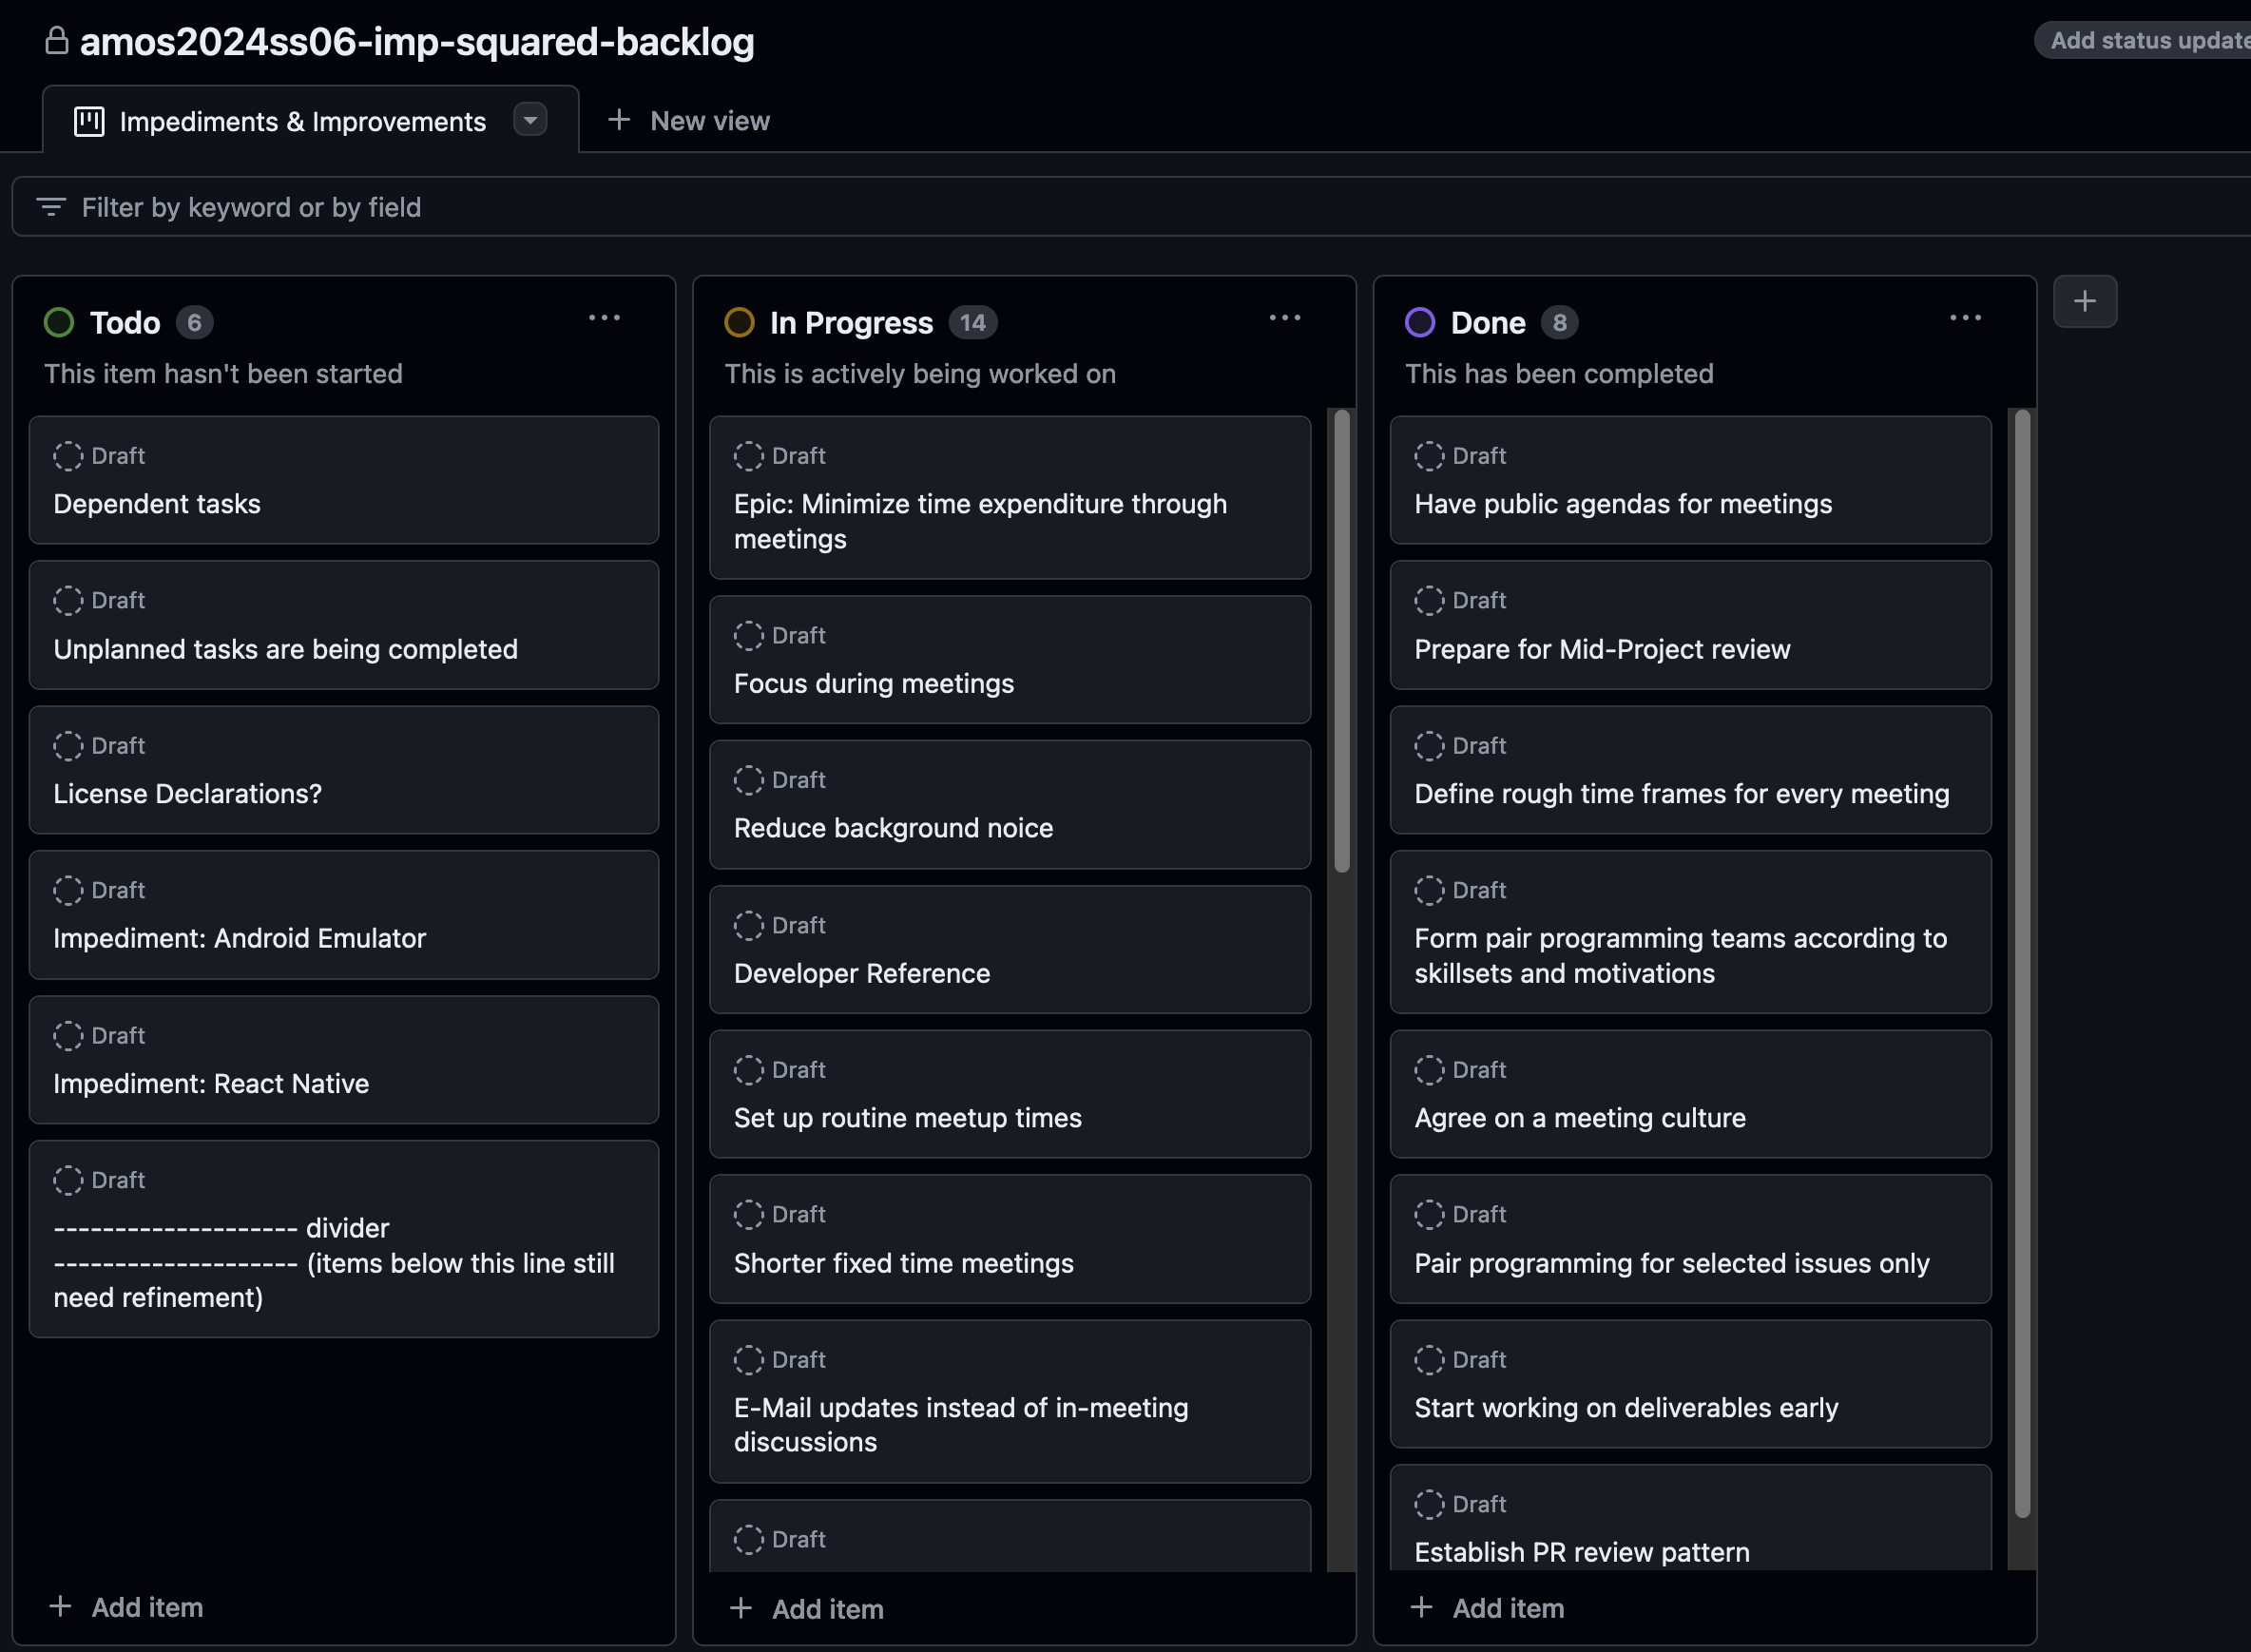 amos2024ss06-imp-squared-backlog
Add status update
Impediments & Improvements
New view
Filter by keyword or by field
Todo 6
This item hasn't been started
Draft
Dependent tasks
Draft
Unplanned tasks are being completed
Draft
License Declarations?
Draft
Impediment: Android Emulator
Draft
Impediment: React Native
Draft
-------------------- divider
-------------------- (items below this line still
need refinement)
Add item
In Progress 14
This is actively being worked on
Draft
Epic: Minimize time expenditure through
meetings
Draft
Focus during meetings
Draft
Reduce background noice
Draft
Developer Reference
Draft
Set up routine meetup times
Draft
Shorter fixed time meetings
Draft
E-Mail updates instead of in-meeting
discussions
Draft
Add item
Done 8
This has been completed
Draft
Have public agendas for meetings
Draft
Prepare for Mid-Project review
Draft
Define rough time frames for every meeting
Draft
Form pair programming teams according to
skillsets and motivations
Draft
Agree on a meeting culture
Draft
Pair programming for selected issues only
Draft
Start working on deliverables early
Draft
Establish PR review pattern
Add item